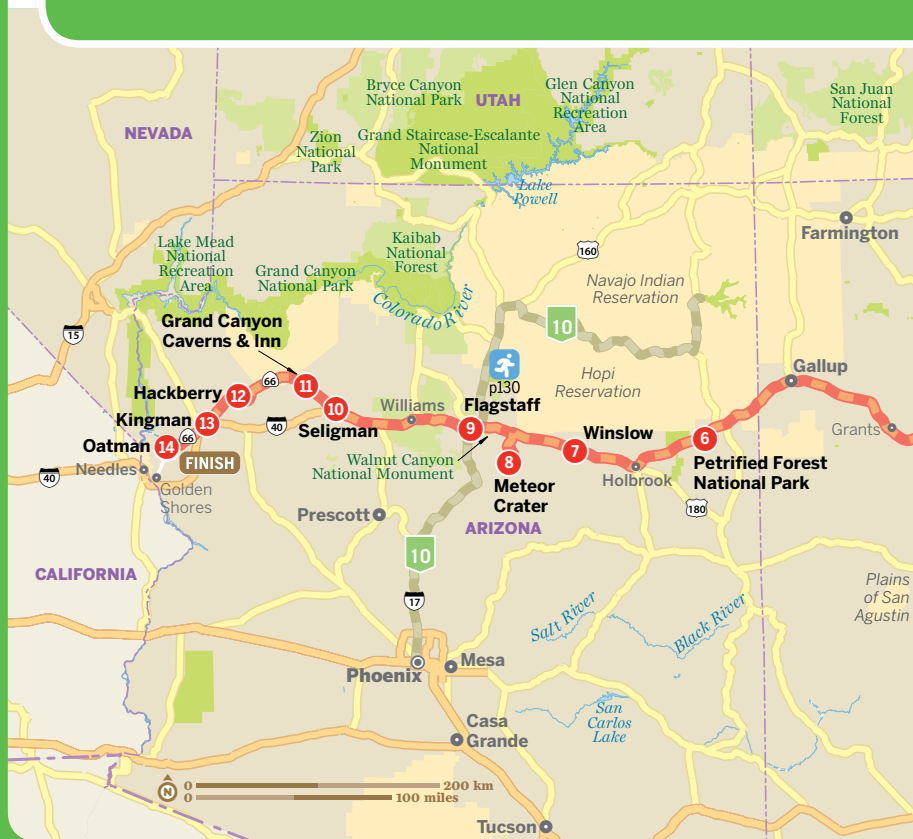 Bryce Canyon
National Park
UTAH
Glen Canyon
National
Recreation
Area
San Juan
National
Forest
NEVADA
Zion
National
Park
Grand Staircase-Escalante
National
Monument
Lake
Powell
Farmington
Lake Mead
National
Recreation
Area
Kaibab
National
Forest
160
Grand Canyon
National Park
Navajo Indian
Reservation
Colorado River
15
Grand Canyon
Caverns & Inn
10
Hopi
Reservation
p130
Gallup
Hackberry
12
66
11
Kingman
13
10
Williams
Flagstaff
Oatman
14
66
40
Seligman
9
Winslow
6
Grants
Needles
FINISH
Walnut Canyon
National Monument
8
7
Petrified Forest
National Park
40
Golden
Shores
Meteor
Crater
Holbrook
180
Prescott
ARIZONA
10
CALIFORNIA
17
Plains
of San
Agustin
Salt River
Black River
Phoenix
Mesa
San
Carlos
Lake
Casa
Grande
N
0 200 km
0 100 miles
Tucson